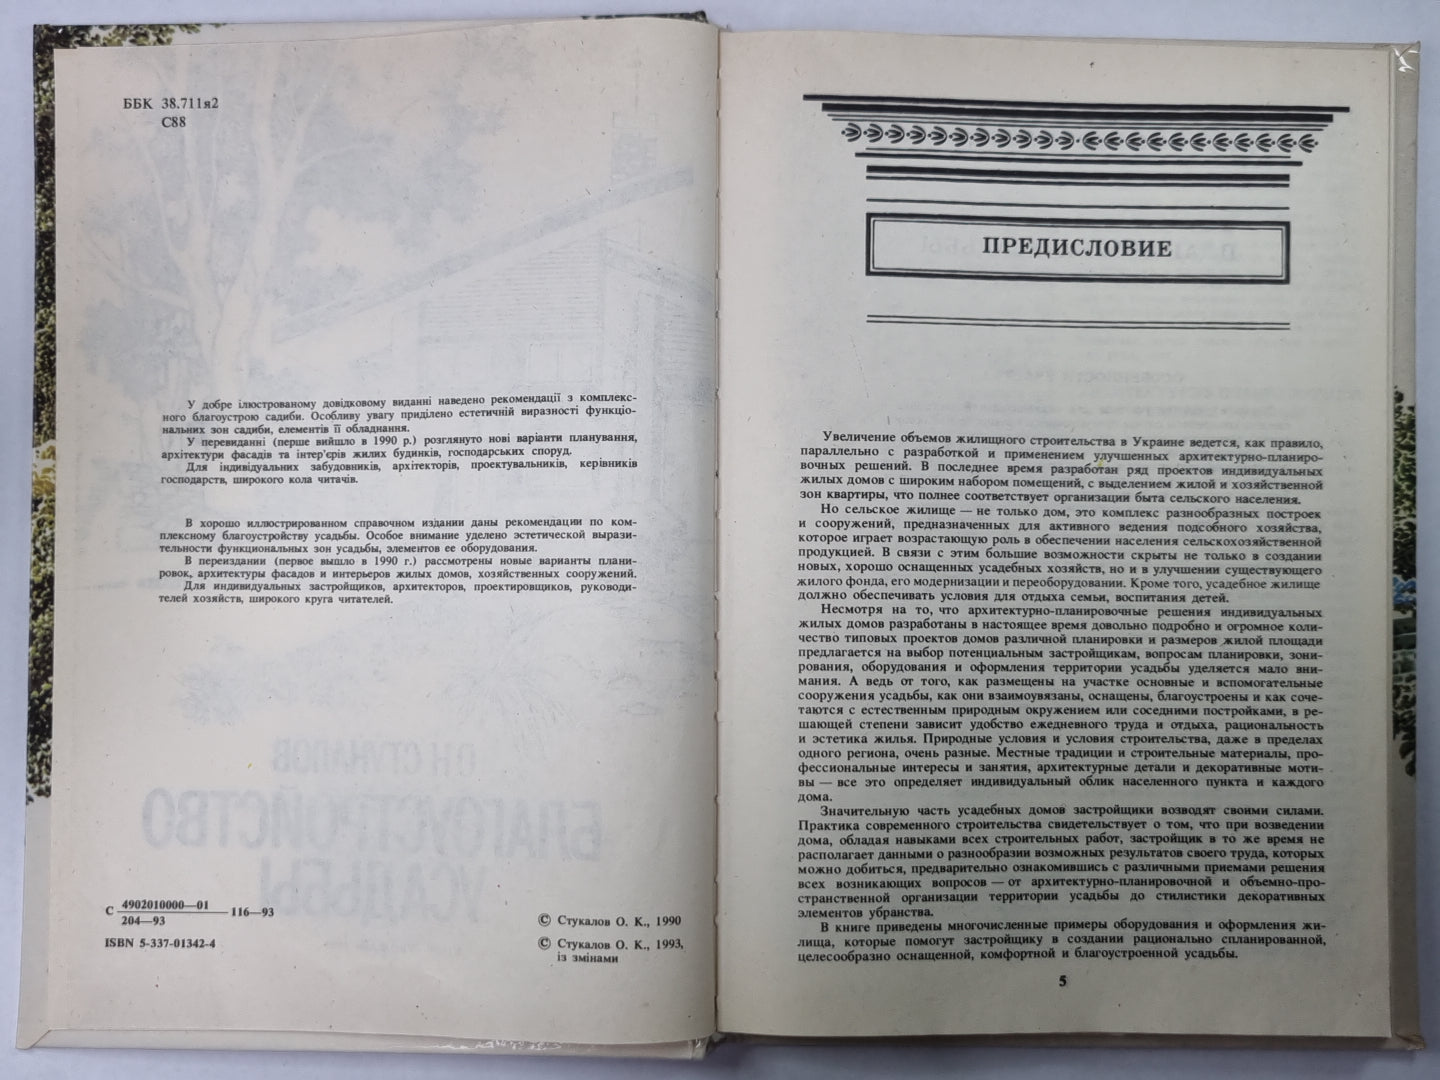 ББК 38.711я2
С88
У добре ілюстрованому довідковому виданні наведено рекомендації з комплекс-
ного благоустрою садиби. Особливу увагу приділено естетичній виразності функціо-
нальних зон садиби, елементів її обладнання.
У перевиданні (перше вийшло в 1990 р.) розглянуто нові варіанти планування,
архітектури фасадів та інтер'єрів жилих будинків, господарських споруд.
Для індивідуальних забудовників, архітекторів, проектувальників, керівників
господарств, широкого кола читачів.
В хорошо иллюстрированном справочном издании даны рекомендации по ком-
плексному благоустройству усадьбы. Особое внимание уделено эстетической вырази-
тельности функциональных зон усадьбы, элементов ее оборудования.
В переиздании (первое вышло в 1990 г.) рассмотрены новые варианты плани-
ровок, архитектуры фасадов и интерьеров жилых домов, хозяйственных сооружений.
Для индивидуальных застройщиков, архитекторов, проектировщиков, руководи-
телей хозяйств, широкого круга читателей.
С 4902010000—01
204—93
116—93
ISBN 5-337-01342-4
© Стукалов О. К., 1990
© Стукалов О. К., 1993,
із змінами
ПРЕДИСЛОВИЕ
Увеличение объемов жилищного строительства в Украине ведется, как правило,
параллельно с разработкой и применением улучшенных архитектурно-планиро-
вочных решений. В последнее время разработан ряд проектов индивидуальных
жилых домов с широким набором помещений, с выделением жилой и хозяйственной
зон квартиры, что полнее соответствует организации быта сельского населения.
Но сельское жилище — не только дом, это комплекс разнообразных построек
и сооружений, предназначенных для активного ведения подсобного хозяйства,
которое играет возрастающую роль в обеспечении населения сельскохозяйственной
продукцией. В связи с этим большие возможности скрыты не только в создании
новых, хорошо оснащенных усадебных хозяйств, но и в улучшении существующего
жилого фонда, его модернизации и переоборудовании. Кроме того, усадебное жилище
должно обеспечивать условия для отдыха семьи, воспитания детей.
Несмотря на то, что архитектурно-планировочные решения индивидуальных
жилых домов разработаны в настоящее время довольно подробно и огромное коли-
чество типовых проектов домов различной планировки и размеров жилой площади
предлагается на выбор потенциальным застройщикам, вопросам планировки, зони-
рования, оборудования и оформления территории усадьбы уделяется мало вни-
мания. А ведь от того, как размещены на участке основные и вспомогательные
сооружения усадьбы, как они взаимоувязаны, оснащены, благоустроены и как соче-
таются с естественным природным окружением или соседними постройками, в ре-
шающей степени зависит удобство ежедневного труда и отдыха, рациональность
и эстетика жилья. Природные условия и условия строительства, даже в пределах
одного региона, очень разные. Местные традиции и строительные материалы, про-
фессиональные интересы и занятия, архитектурные детали и декоративные моти-
вы — все это определяет индивидуальный облик населенного пункта и каждого
дома.
Значительную часть усадебных домов застройщики возводят своими силами.
Практика современного строительства свидетельствует о том, что при возведении
дома, обладая навыками всех строительных работ, застройщик в то же время не
располагает данными о разнообразии возможных результатов своего труда, которых
можно добиться, предварительно ознакомившись с различными приемами решения
всех возникающих вопросов — от архитектурно-планировочной и объемно-про-
странственной организации территории усадьбы до стилистики декоративных
элементов убранства.
В книге приведены многочисленные примеры оборудования и оформления жи-
лища, которые помогут застройщику в создании рационально спланированной,
целесообразно оснащенной, комфортной и благоустроенной усадьбы.
5